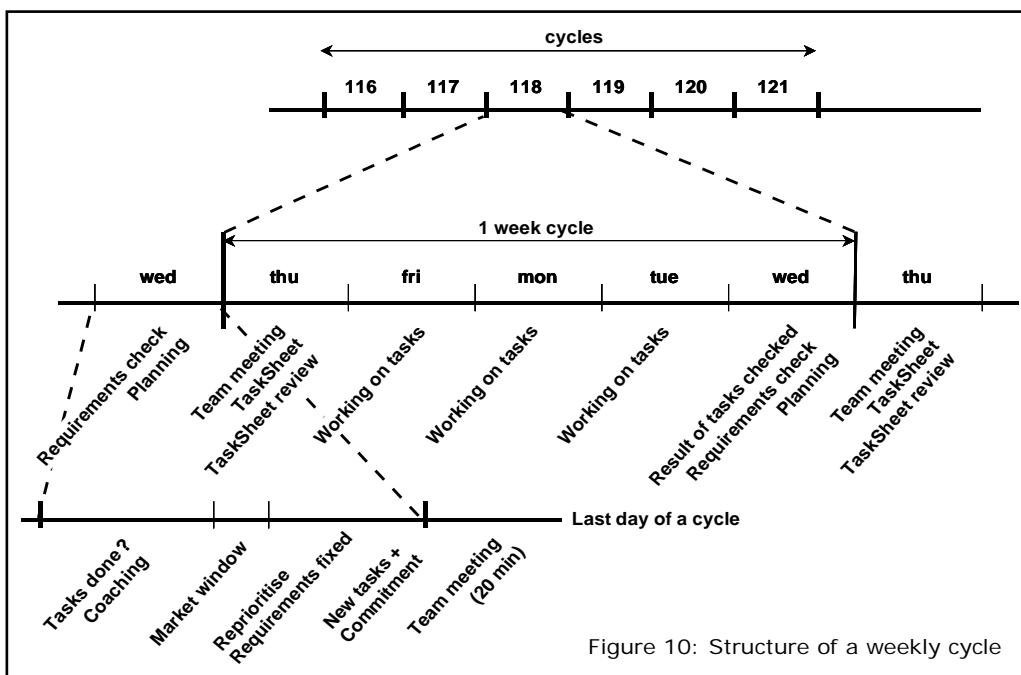 cycles
116 117 118 119 120 121
1 week cycle
wed thu fri mon tue wed thu
Requirements check
Planning
Team meeting
TaskSheet
TaskSheet review
Working on tasks
Working on tasks
Working on tasks
Result of tasks checked
Requirements check
Planning
Team meeting
TaskSheet
TaskSheet review
Last day of a cycle
Tasks done?
Coaching
Market window
Reprioritise
Requirements fixed
New tasks +
Commitment
Team meeting
(20 min)
Figure 10: Structure of a weekly cycle